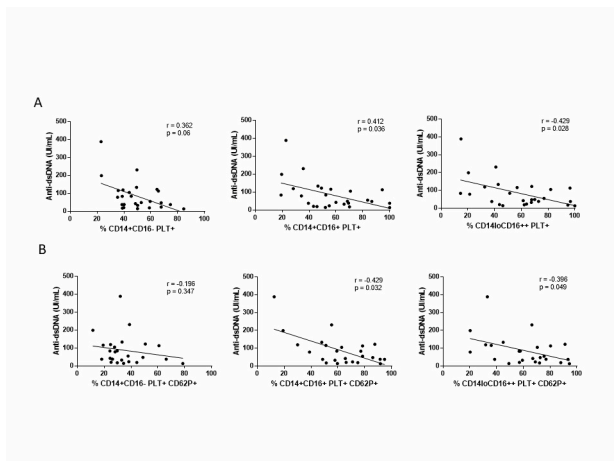 A
Anti-dsDNA (UI/mL)
500
400
300
200
100
0
r = 0.362
p = 0.06
0 20 40 60 80 100
% CD14+CD16- PLT+
Anti-dsDNA (UI/mL)
500
400
300
200
100
0
r = 0.412
p = 0.036
0 20 40 60 80 100
% CD14+CD16+ PLT+
Anti-dsDNA (UI/mL)
500
400
300
200
100
0
r = -0.429
p = 0.028
0 20 40 60 80 100
% CD14loCD16++ PLT+
B
Anti-dsDNA (UI/mL)
500
400
300
200
100
0
r = -0.196
p = 0.347
0 20 40 60 80 100
% CD14+CD16- PLT+ CD62P+
Anti-dsDNA (UI/mL)
500
400
300
200
100
0
r = -0.429
p = 0.032
0 20 40 60 80 100
% CD14+CD16+ PLT+ CD62P+
Anti-dsDNA (UI/mL)
500
400
300
200
100
0
r = -0.396
p = 0.049
0 20 40 60 80 100
% CD14loCD16++ PLT+ CD62P+